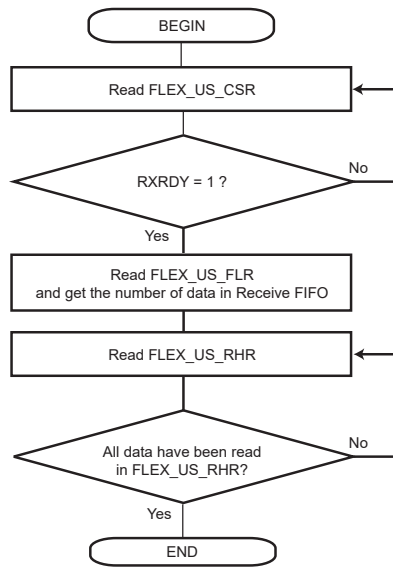 BEGIN
Read FLEX_US_CSR
RXRDY = 1 ?
No
Yes
Read FLEX_US_FLR
and get the number of data in Receive FIFO
Read FLEX_US_RHR
All data have been read
in FLEX_US_RHR?
No
Yes
END